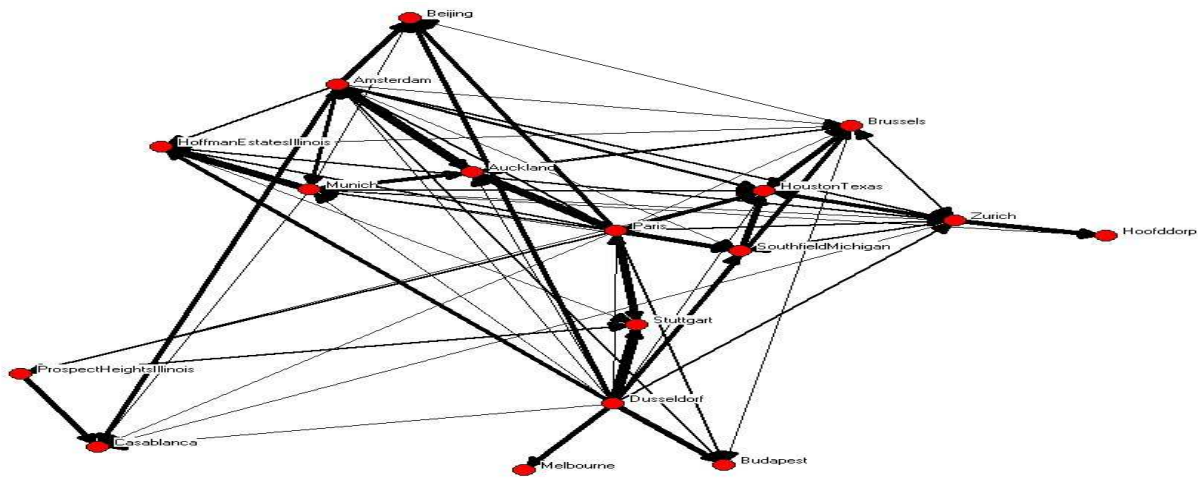 Beijing
Amsterdam
Brussels
HoffmanEstatesIllinois
Auckland
Munich
HoustonTexas
Zurich
Paris
Hoofddorp
SouthfieldMichigan
Stuttgart
ProspectHeightsIllinois
Dusseldorf
Casablanca
Budapest
Melbourne